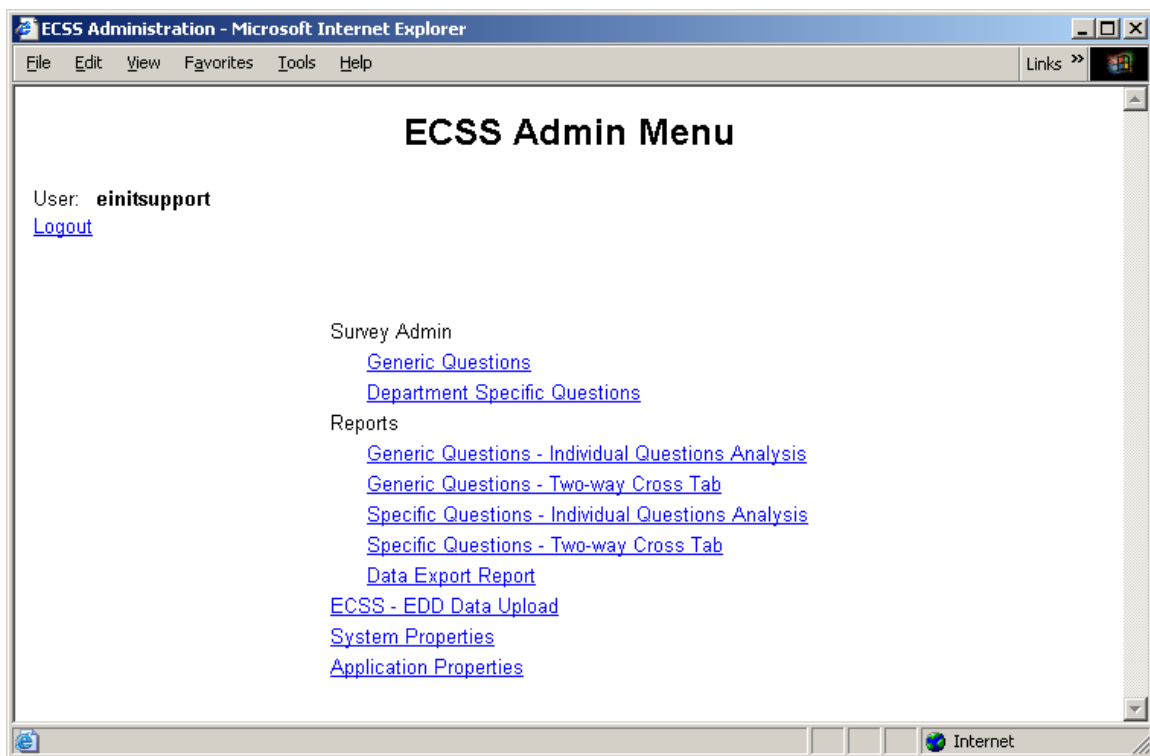 ECSS Administration - Microsoft Internet Explorer
File Edit View Favorites Tools Help Links »
ECSS Admin Menu
User: einitsupport
Logout
Survey Admin
Generic Questions
Department Specific Questions
Reports
Generic Questions - Individual Questions Analysis
Generic Questions - Two-way Cross Tab
Specific Questions - Individual Questions Analysis
Specific Questions - Two-way Cross Tab
Data Export Report
ECSS - EDD Data Upload
System Properties
Application Properties
Internet